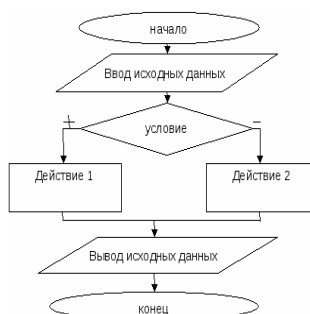 начало
Ввод исходных данных
условие
+
−
Действие 1
Действие 2
Вывод исходных данных
конец